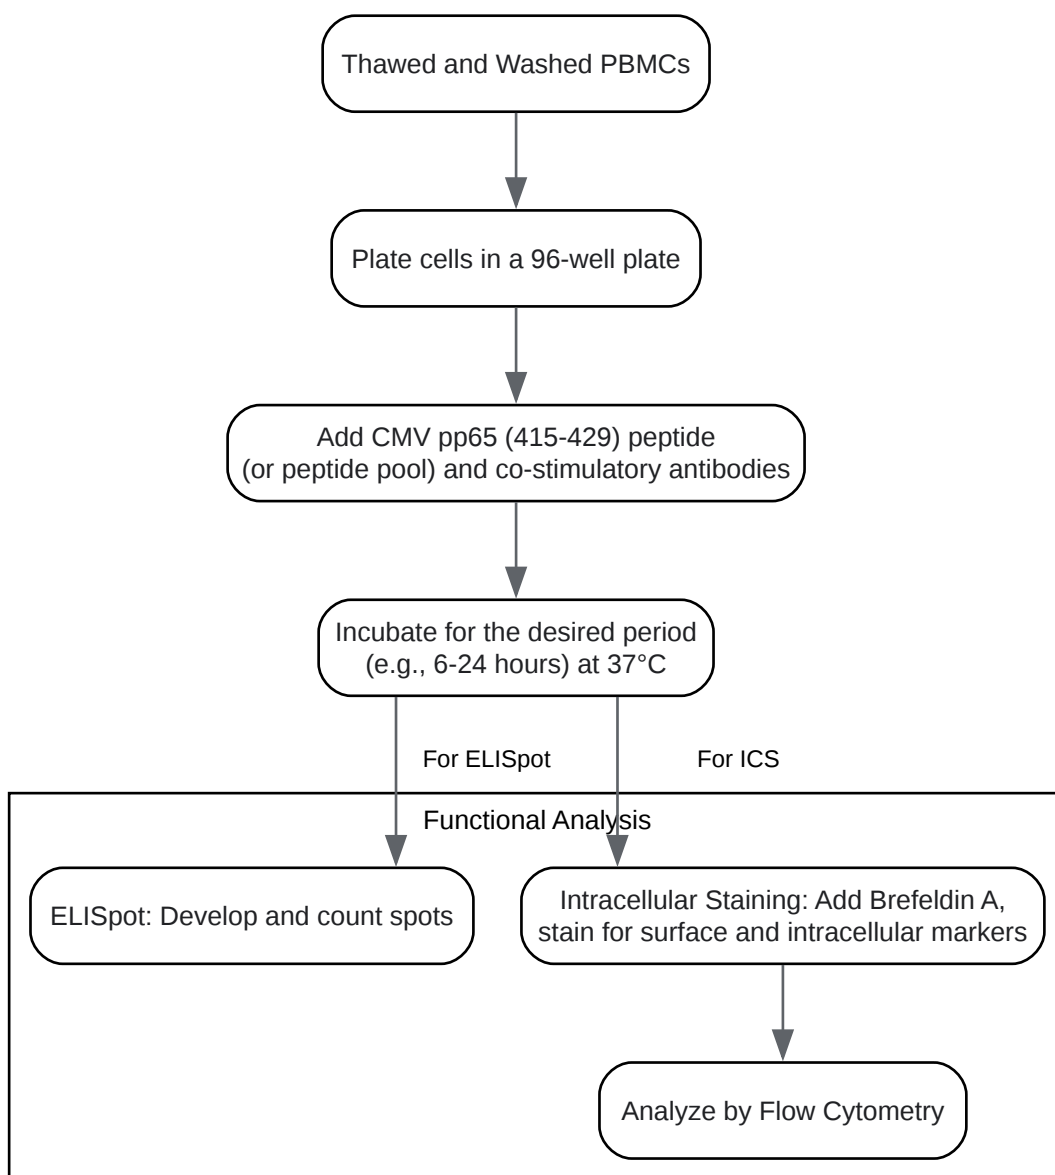 Thawed and Washed PBMCs
Plate cells in a 96-well plate
Add CMV pp65 (415-429) peptide
(or peptide pool) and co-stimulatory antibodies
Incubate for the desired period
(e.g., 6-24 hours) at 37°C
For ELISpot
For ICS
Functional Analysis
ELISpot: Develop and count spots
Intracellular Staining: Add Brefeldin A,
stain for surface and intracellular markers
Analyze by Flow Cytometry